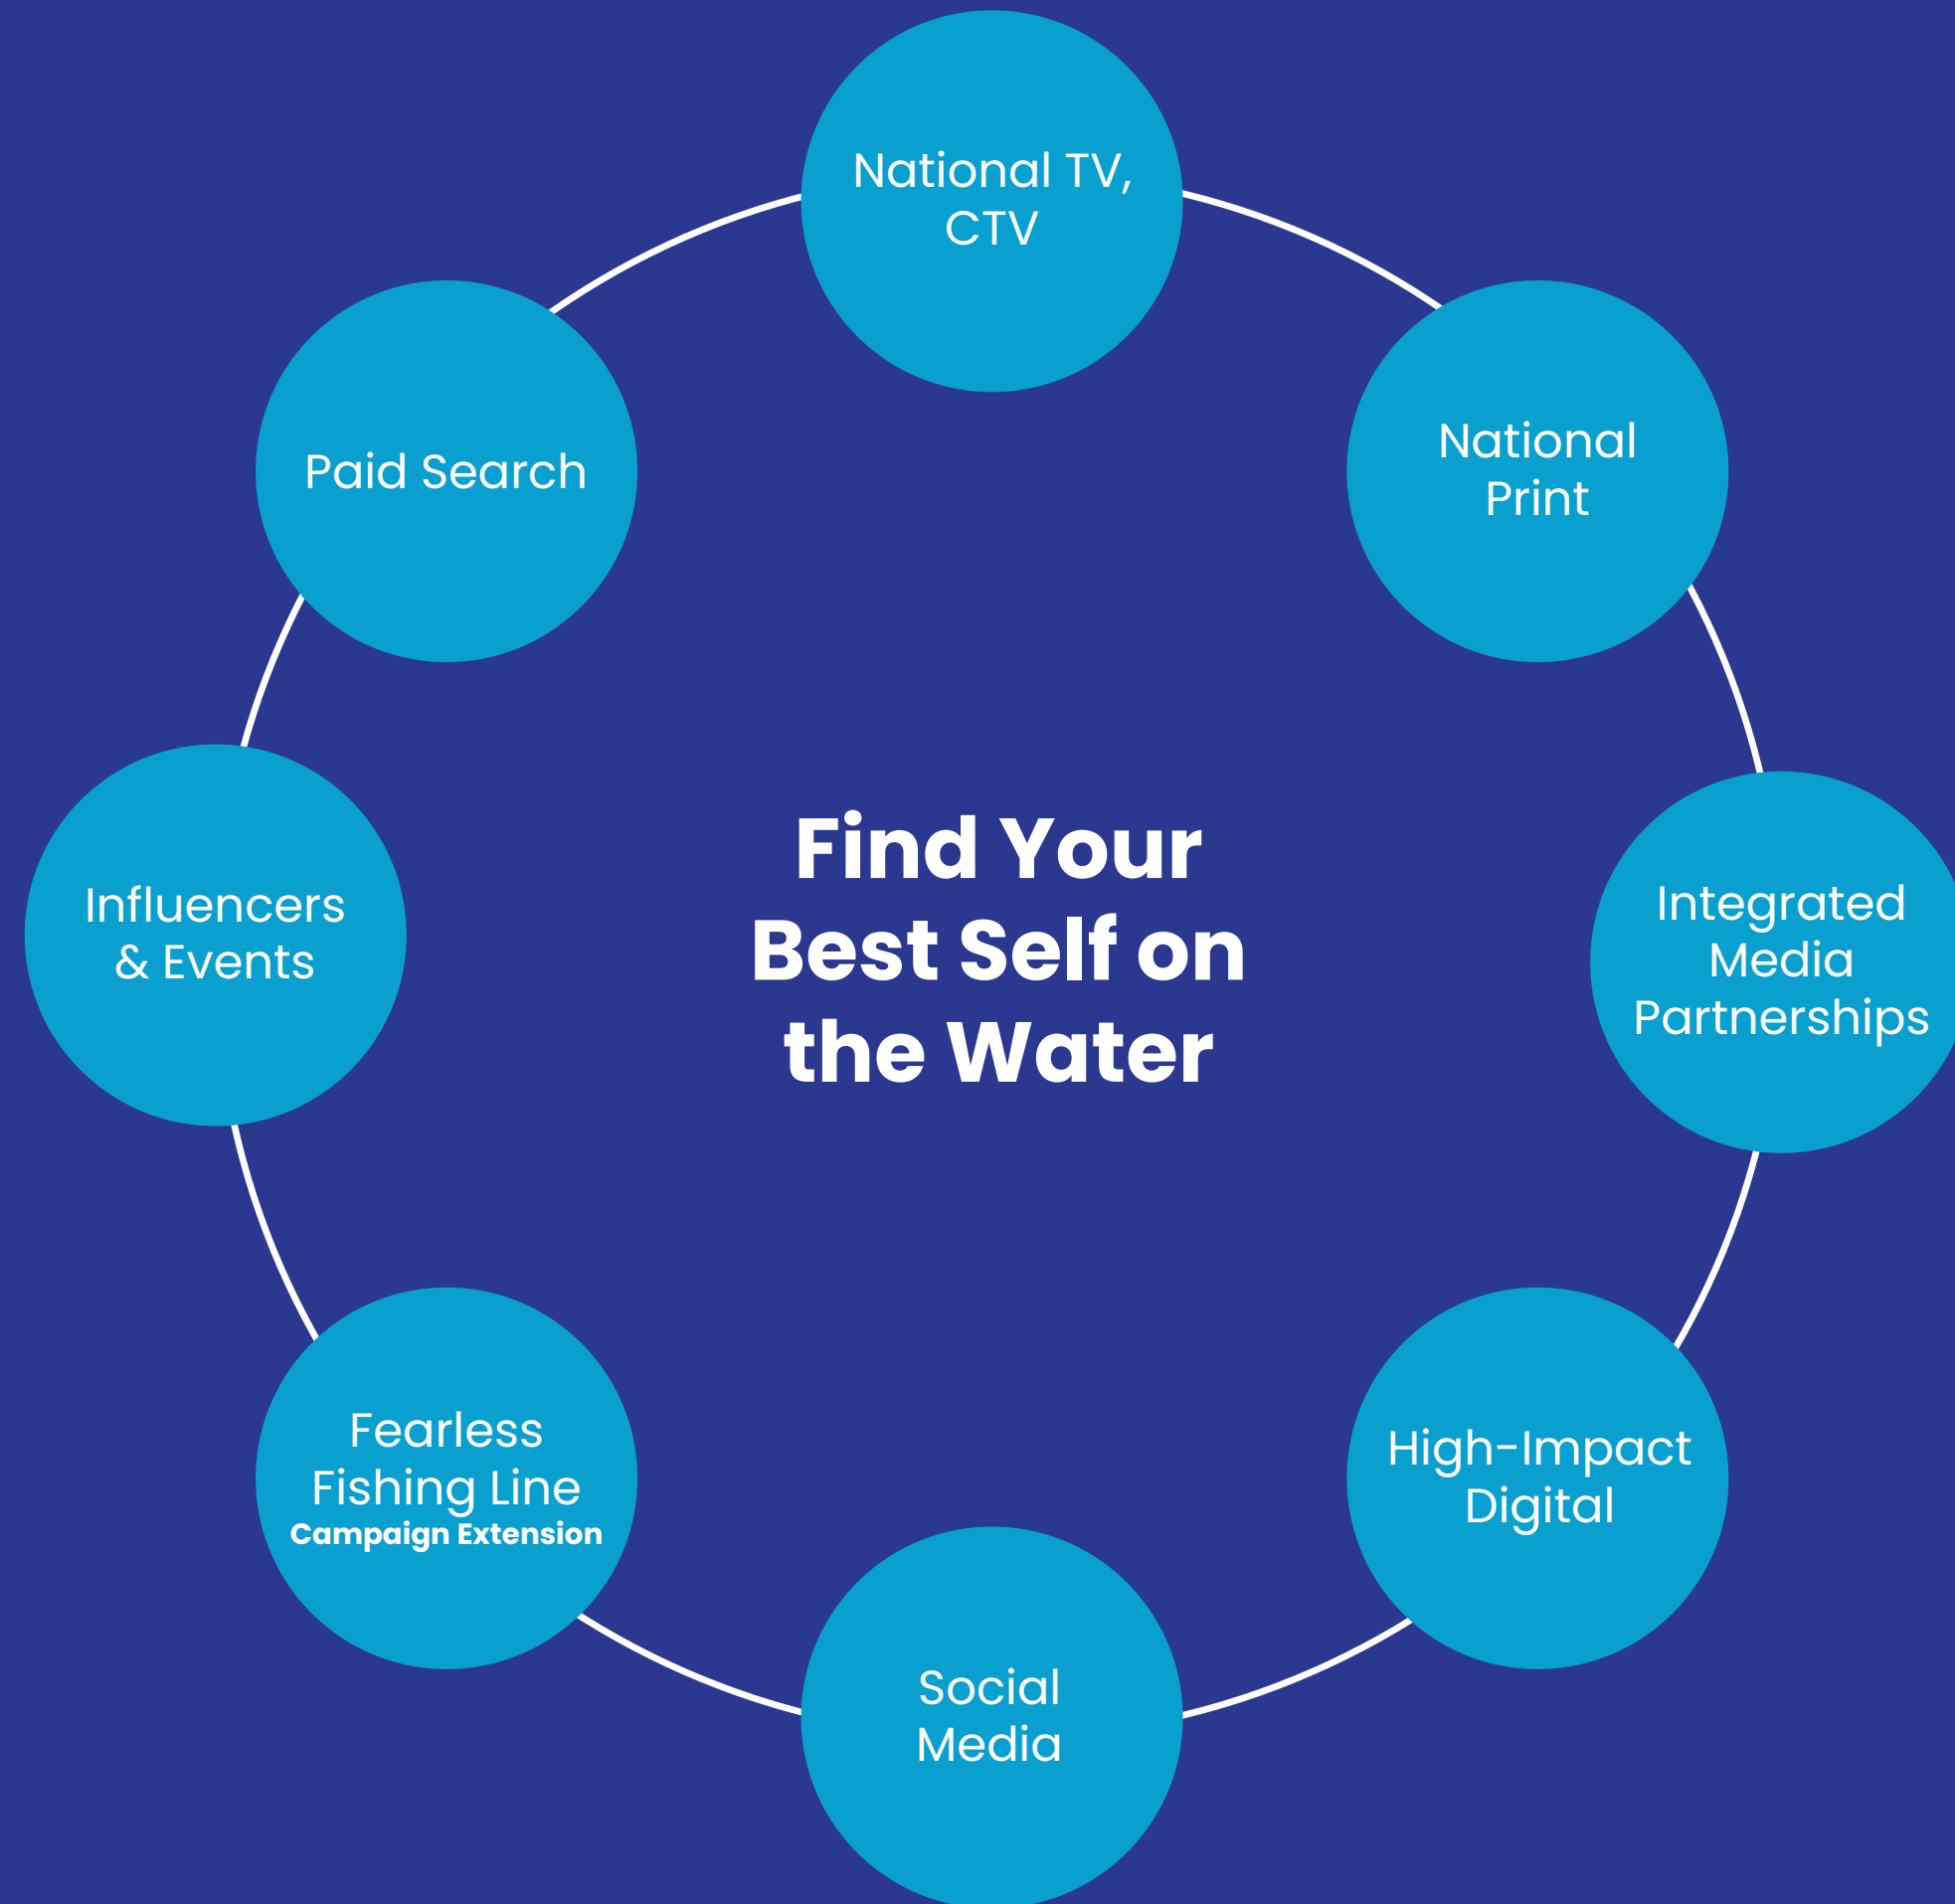 National TV,
CTV
National
Print
Integrated
Media
Partnerships
High-Impact
Digital
Social
Media
Fearless
Fishing Line
Campaign Extension
Influencers
& Events
Paid Search
Find Your
Best Self on
the Water